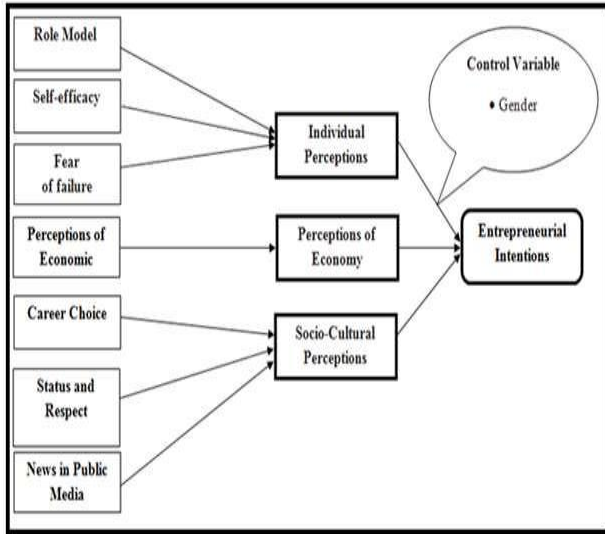 Role Model
Self-efficacy
Fear
of failure
Perceptions of
Economic
Career Choice
Status and
Respect
News in Public
Media
Individual
Perceptions
Perceptions of
Economy
Socio-Cultural
Perceptions
Control Variable
• Gender
Entrepreneurial
Intentions